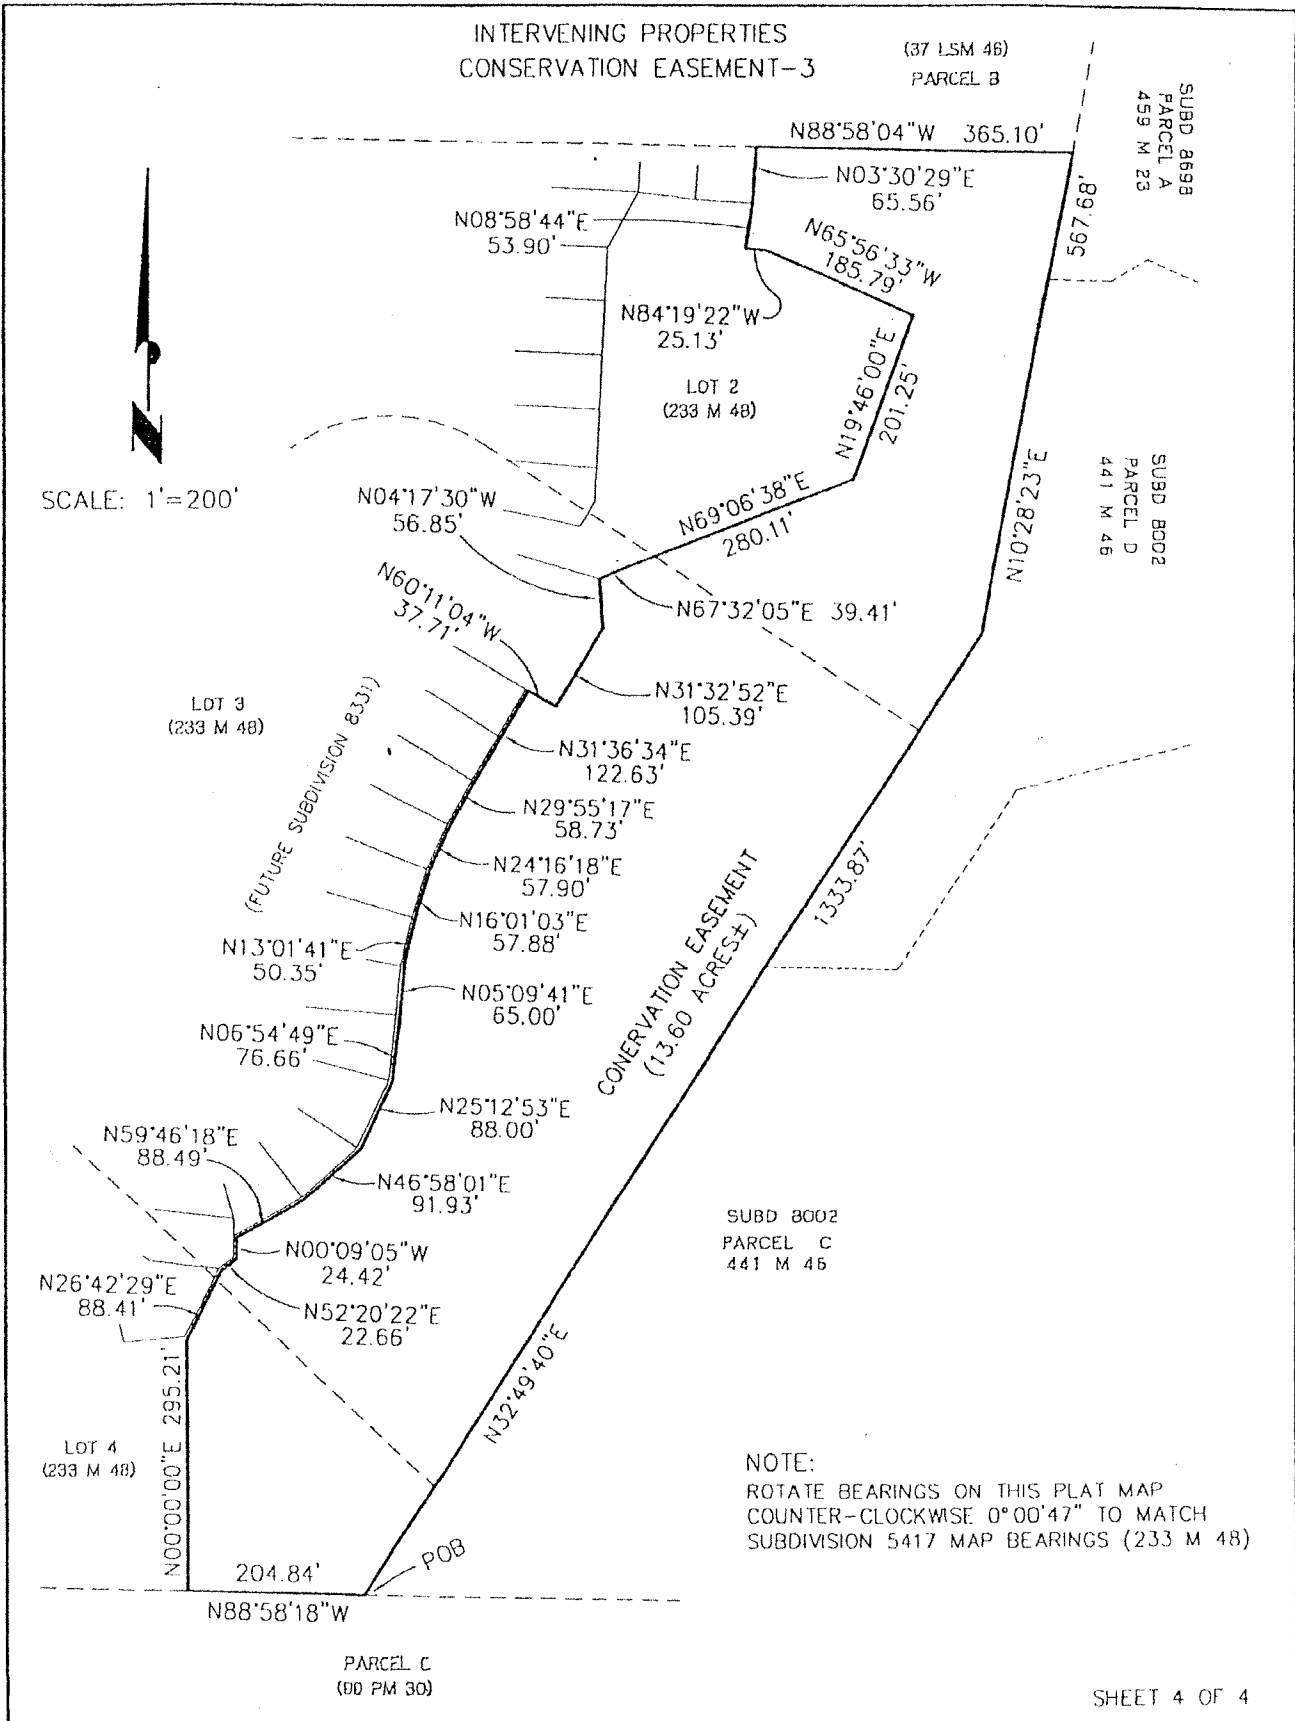 INTERVENING PROPERTIES
CONSERVATION EASEMENT-3
(37 LSM 46)
PARCEL B
SUBD 8698
PARCEL A
459 M 23
N88°58'04"W 365.10'
N03°30'29"E
65.56'
567.68'
N08°58'44"E
53.90'
N65°56'33"W
185.79'
N84°19'22"W
25.13'
LOT 2
(233 M 48)
N19°46'00"E
201.25'
N
SCALE: 1'=200'
N04°17'30"W
56.85'
N69°06'38"E
280.11'
N10°28'23"E
SUBD 8002
PARCEL D
441 M 46
N60°11'04"W
37.71'
N67°32'05"E 39.41'
LOT 3
(233 M 48)
N31°32'52"E
105.39'
(FUTURE SUBDIVISION 8331)
N31°36'34"E
122.63'
N29°55'17"E
58.73'
N24°16'18"E
57.90'
N16°01'03"E
57.88'
N13°01'41"E
50.35'
N05°09'41"E
65.00'
CONERVATION EASEMENT
(13.60 ACRES±)
1333.87'
N06°54'49"E
76.66'
N25°12'53"E
88.00'
N59°46'18"E
88.49'
N46°58'01"E
91.93'
SUBD 8002
PARCEL C
441 M 46
N00°09'05"W
24.42'
N26°42'29"E
88.41'
N52°20'22"E
22.66'
N32°49'40"E
N00°00'00"E 295.21'
LOT 4
(233 M 48)
NOTE:
ROTATE BEARINGS ON THIS PLAT MAP
COUNTER-CLOCKWISE 0°00'47" TO MATCH
SUBDIVISION 5417 MAP BEARINGS (233 M 48)
POB
204.84'
N88°58'18"W
PARCEL C
(00 PM 30)
SHEET 4 OF 4